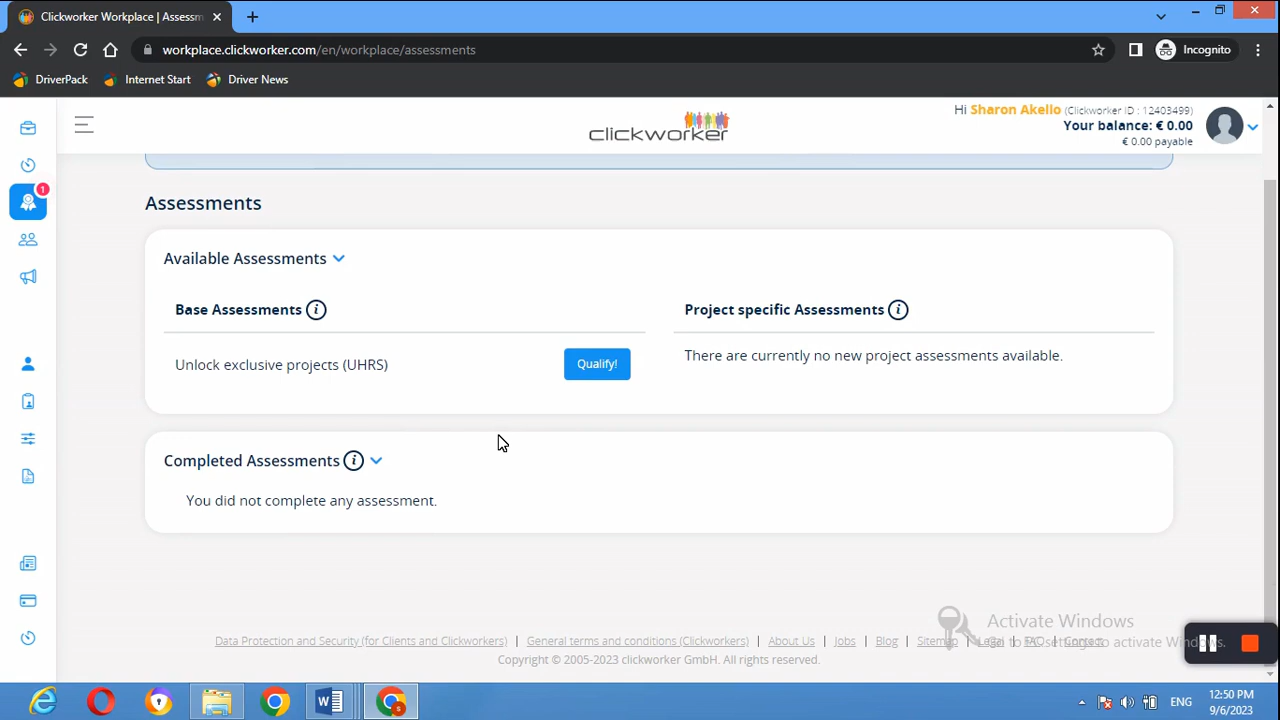 Clickworker Workplace | Assessm
workplace.clickworker.com/en/workplace/assessments
Incognito
DriverPack
Internet Start
Driver News
clickworker
Hi Sharon Akello (Clickworker ID : 12403499)
Your balance: € 0.00
€ 0.00 payable
1
Assessments
Available Assessments
Base Assessments i
Project specific Assessments i
Unlock exclusive projects (UHRS)
Qualify!
There are currently no new project assessments available.
Completed Assessments i
You did not complete any assessment.
Activate Windows
Data Protection and Security (for Clients and Clickworkers) | General terms and conditions (Clickworkers) | About Us | Jobs | Blog | Sitemap | Legal | FAQ | Contact
to settings to activate Windows.
Copyright © 2005-2023 clickworker GmbH. All rights reserved.
ENG
12:50 PM
9/6/2023